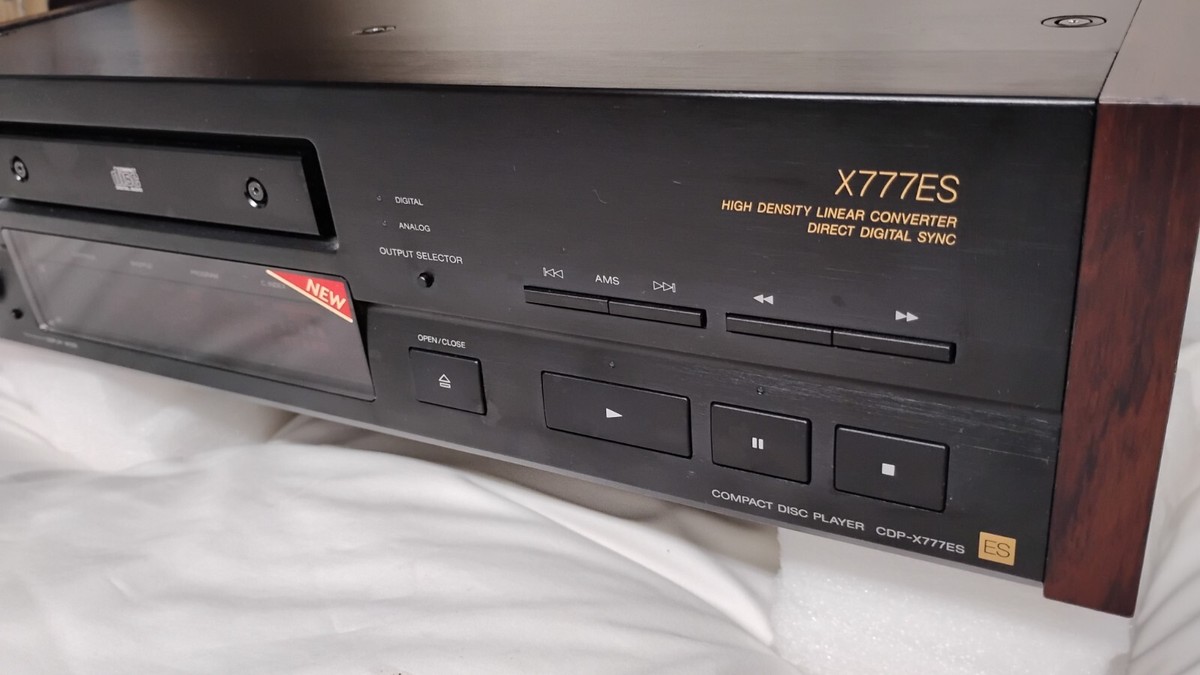 X777ES
HIGH DENSITY LINEAR CONVERTER
DIRECT DIGITAL SYNC
DIGITAL
ANALOG
OUTPUT SELECTOR
AMS
NEW
OPEN/CLOSE
COMPACT DISC PLAYER CDP-X777ES
ES